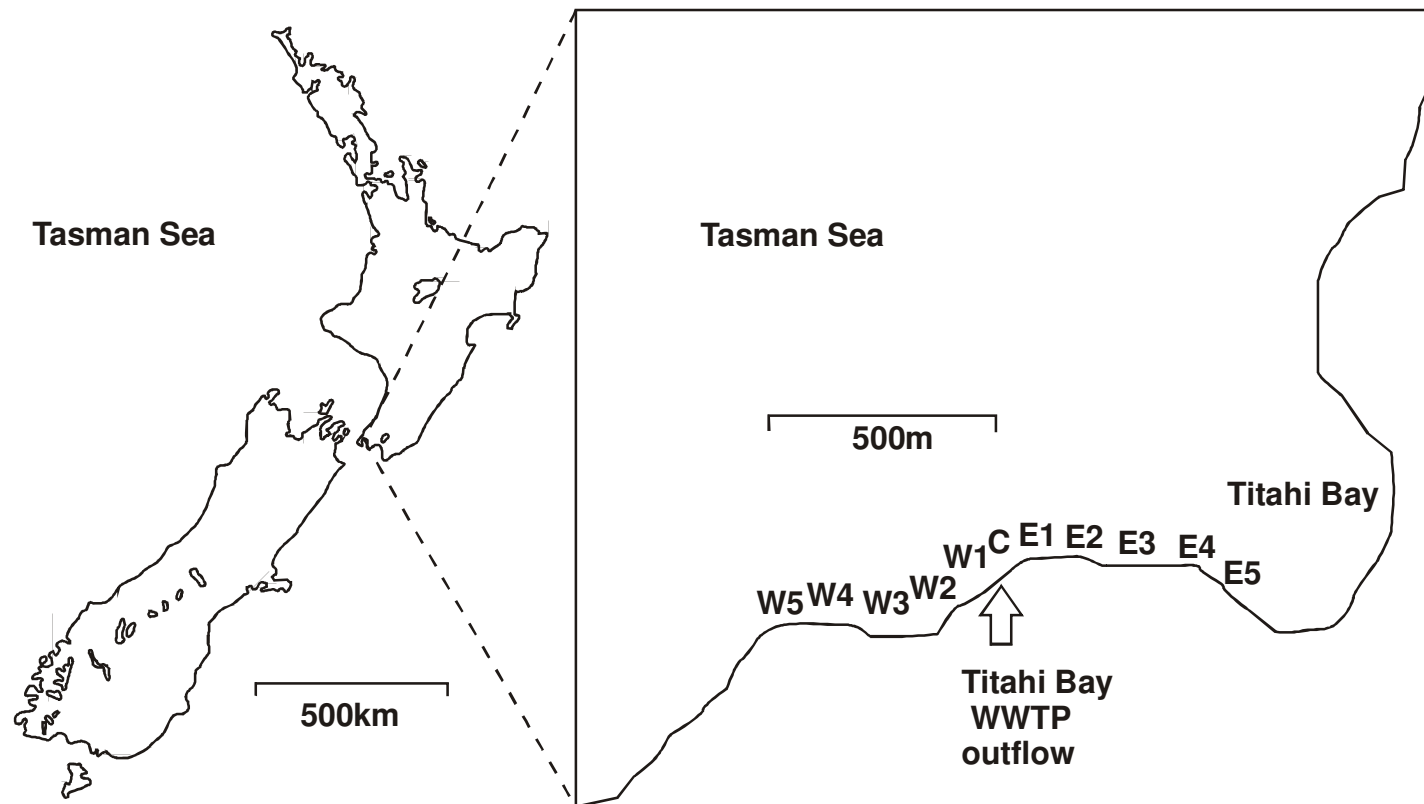 Tasman Sea
500km
Tasman Sea
500m
Titahi Bay
W5 W4 W3 W2 W1 C E1 E2 E3 E4 E5
Titahi Bay
WWTP
outflow